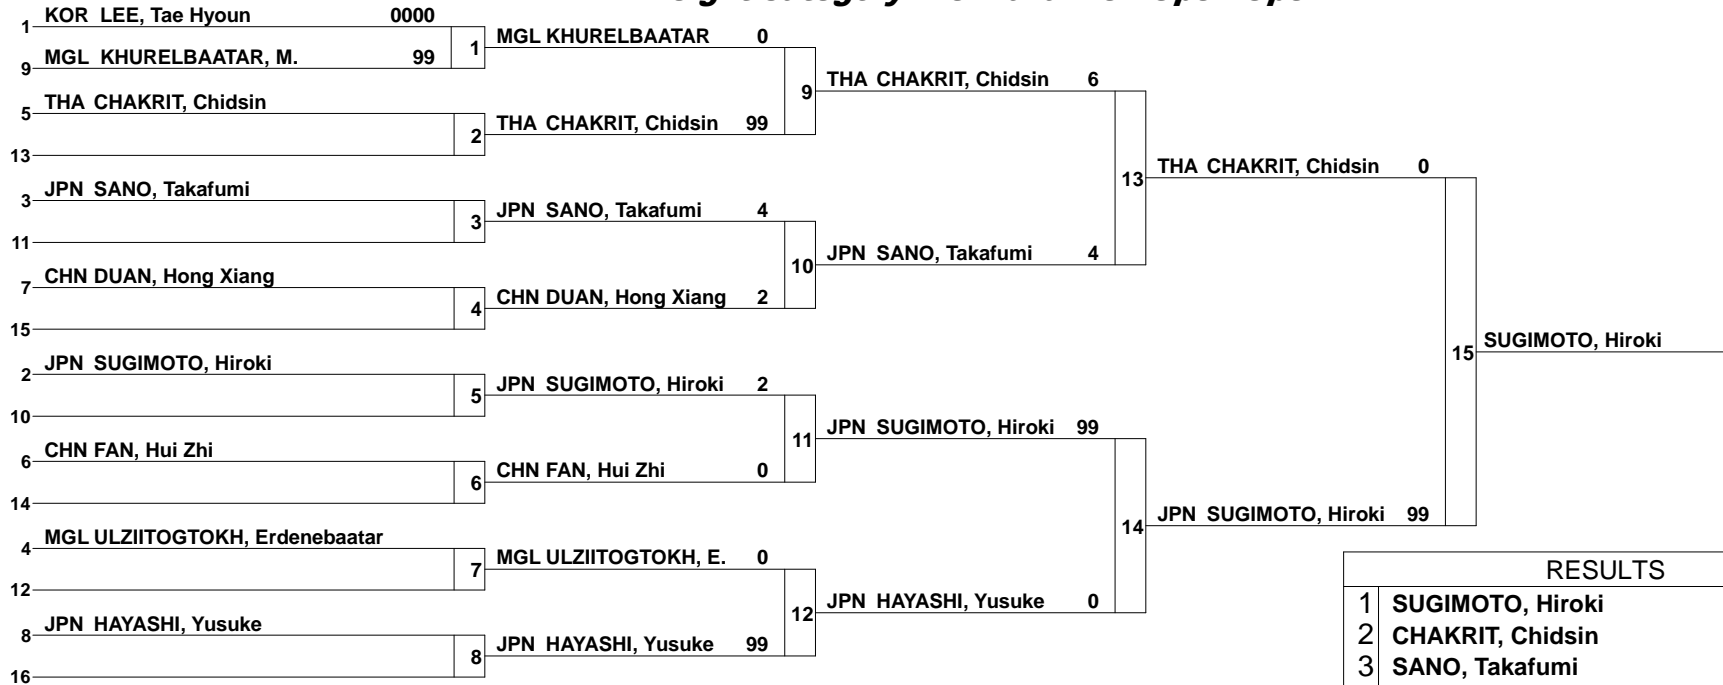 1 KOR LEE, Tae Hyoun 0000
9 MGL KHURELBAATAR, M. 99
1
5 THA CHAKRIT, Chidsin
13
2
3 JPN SANO, Takafumi
11
3
7 CHN DUAN, Hong Xiang
15
4
2 JPN SUGIMOTO, Hiroki
10
5
6 CHN FAN, Hui Zhi
14
6
4 MGL ULZIITOGTOKH, Erdenebaatar
12
7
8 JPN HAYASHI, Yusuke
16
8
MGL KHURELBAATAR 0
THA CHAKRIT, Chidsin 99
9
JPN SANO, Takafumi 4
CHN DUAN, Hong Xiang 2
10
JPN SUGIMOTO, Hiroki 2
CHN FAN, Hui Zhi 0
11
MGL ULZIITOGTOKH, E. 0
JPN HAYASHI, Yusuke 99
12
THA CHAKRIT, Chidsin 6
JPN SANO, Takafumi 4
13
JPN SUGIMOTO, Hiroki 99
JPN HAYASHI, Yusuke 0
14
THA CHAKRIT, Chidsin 0
JPN SUGIMOTO, Hiroki 99
15
SUGIMOTO, Hiroki
RESULTS
1 SUGIMOTO, Hiroki
2 CHAKRIT, Chidsin
3 SANO, Takafumi